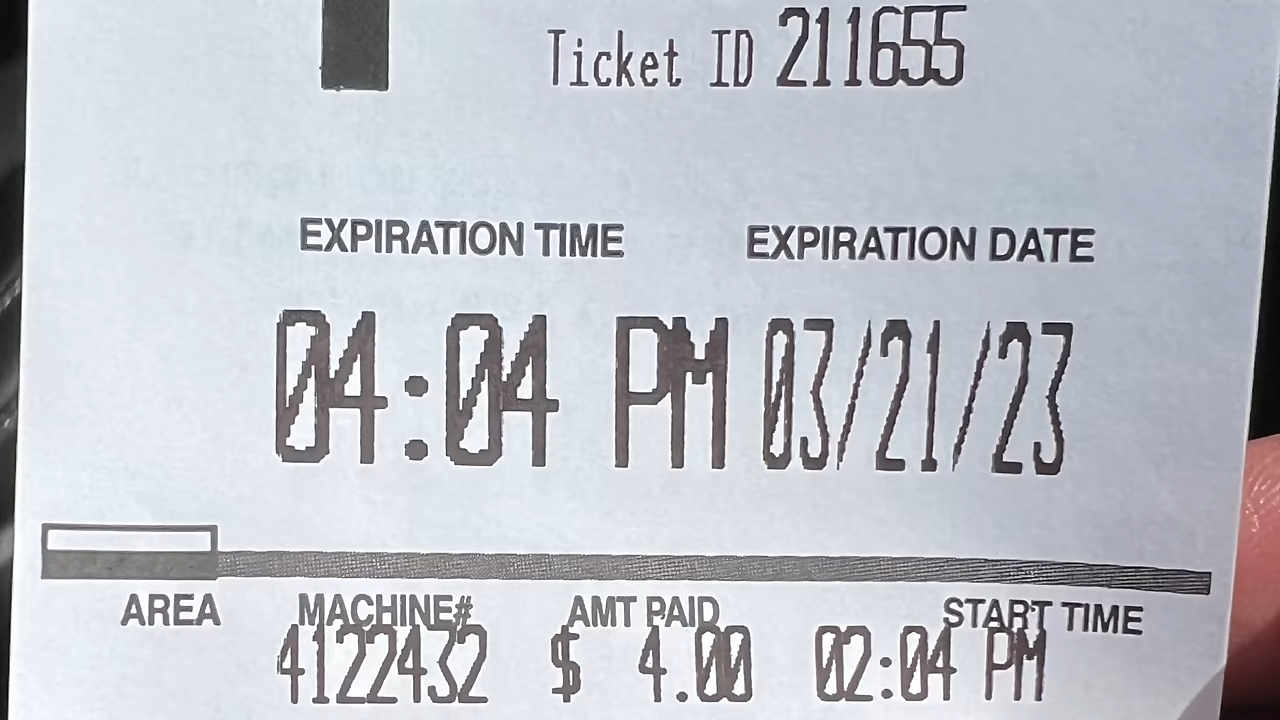 Ticket ID 211655
EXPIRATION TIME EXPIRATION DATE
04:04 PM 03/21/23
AREA MACHINE# AMT PAID START TIME
4122432 $ 4.00 02:04 PM